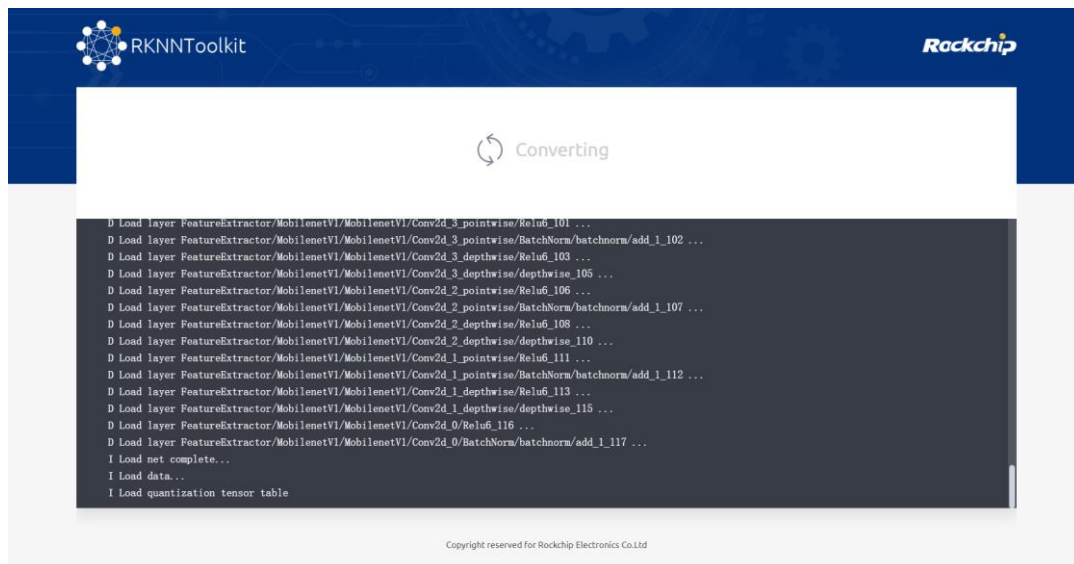 RKNNToolkit
Rockchip
Converting
D Load layer FeatureExtractor/MobilenetV1/MobilenetV1/Conv2d_3_pointwise/Relu6_101 ...
D Load layer FeatureExtractor/MobilenetV1/MobilenetV1/Conv2d_3_pointwise/BatchNorm/batchnorm/add_1_102 ...
D Load layer FeatureExtractor/MobilenetV1/MobilenetV1/Conv2d_3_depthwise/Relu6_103 ...
D Load layer FeatureExtractor/MobilenetV1/MobilenetV1/Conv2d_3_depthwise/depthwise_105 ...
D Load layer FeatureExtractor/MobilenetV1/MobilenetV1/Conv2d_2_pointwise/Relu6_106 ...
D Load layer FeatureExtractor/MobilenetV1/MobilenetV1/Conv2d_2_pointwise/BatchNorm/batchnorm/add_1_107 ...
D Load layer FeatureExtractor/MobilenetV1/MobilenetV1/Conv2d_2_depthwise/Relu6_108 ...
D Load layer FeatureExtractor/MobilenetV1/MobilenetV1/Conv2d_2_depthwise/depthwise_110 ...
D Load layer FeatureExtractor/MobilenetV1/MobilenetV1/Conv2d_1_pointwise/Relu6_111 ...
D Load layer FeatureExtractor/MobilenetV1/MobilenetV1/Conv2d_1_pointwise/BatchNorm/batchnorm/add_1_112 ...
D Load layer FeatureExtractor/MobilenetV1/MobilenetV1/Conv2d_1_depthwise/Relu6_113 ...
D Load layer FeatureExtractor/MobilenetV1/MobilenetV1/Conv2d_1_depthwise/depthwise_115 ...
D Load layer FeatureExtractor/MobilenetV1/MobilenetV1/Conv2d_0/Relu6_116 ...
D Load layer FeatureExtractor/MobilenetV1/MobilenetV1/Conv2d_0/BatchNorm/batchnorm/add_1_117 ...
I Load net complete...
I Load data...
I Load quantization tensor table
Copyright reserved for Rockchip Electronics Co.Ltd